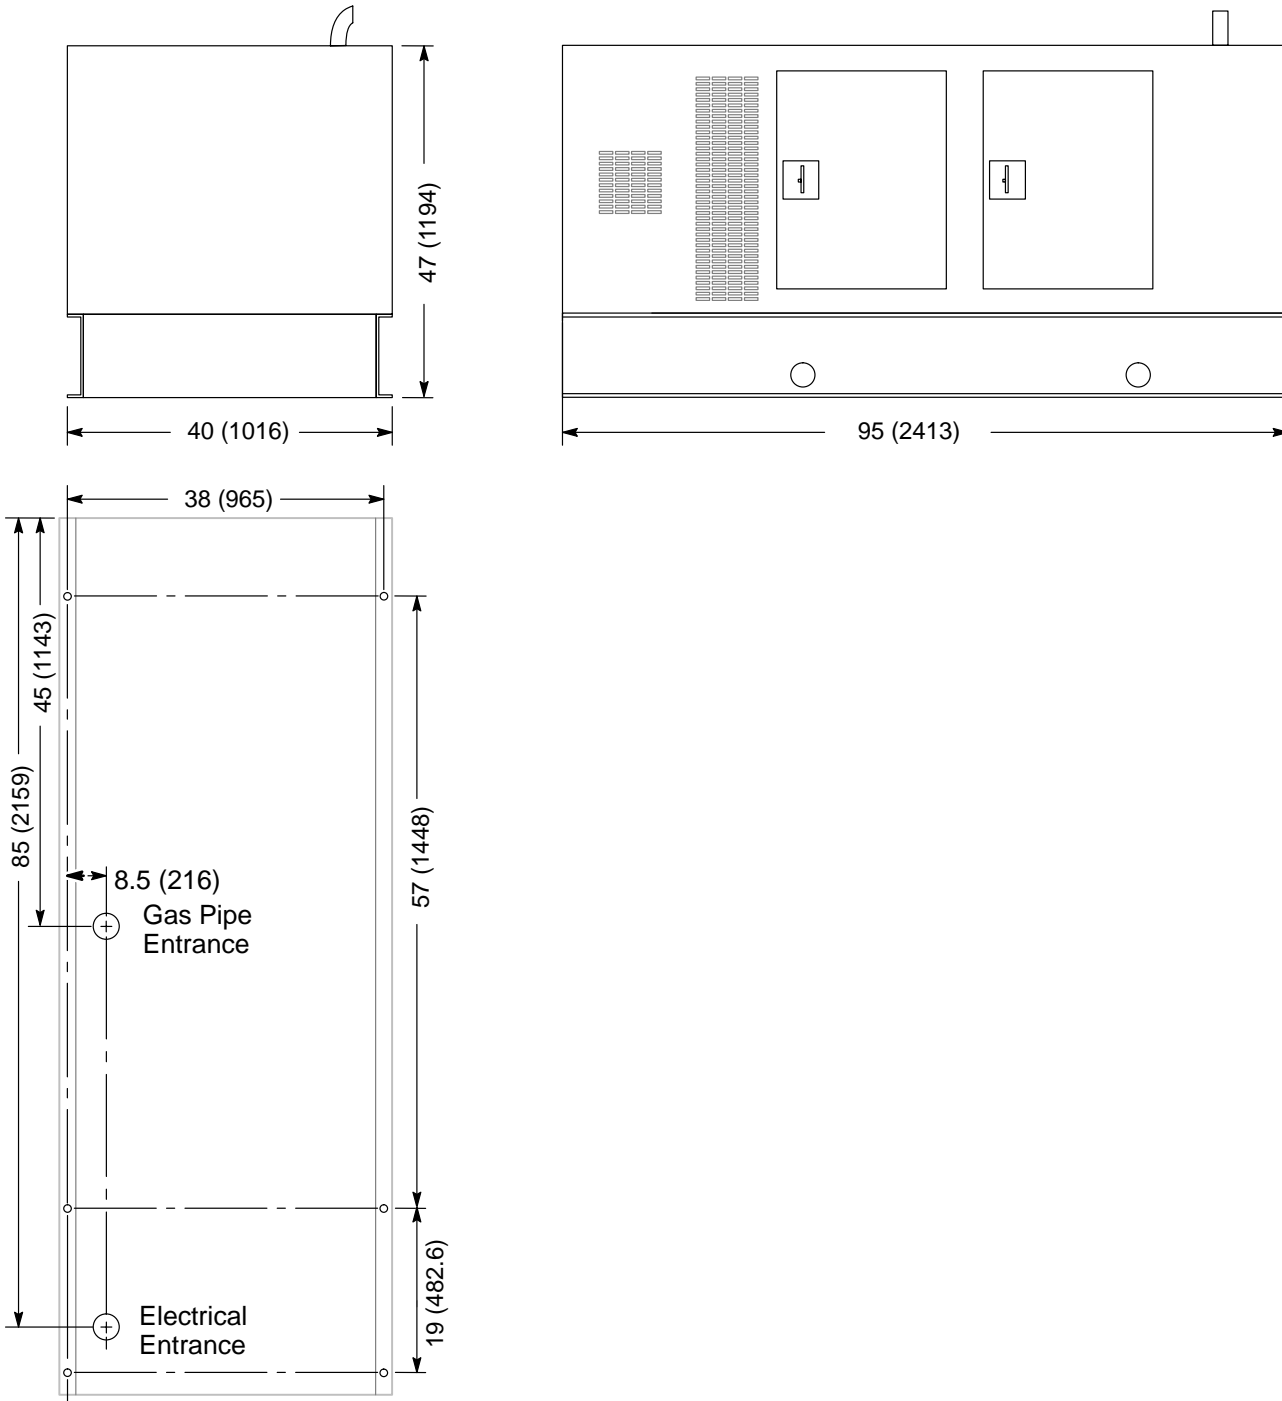 47 (1194)
40 (1016)
95 (2413)
38 (965)
45 (1143)
85 (2159)
8.5 (216)
57 (1448)
Gas Pipe
Entrance
19 (482.6)
Electrical
Entrance